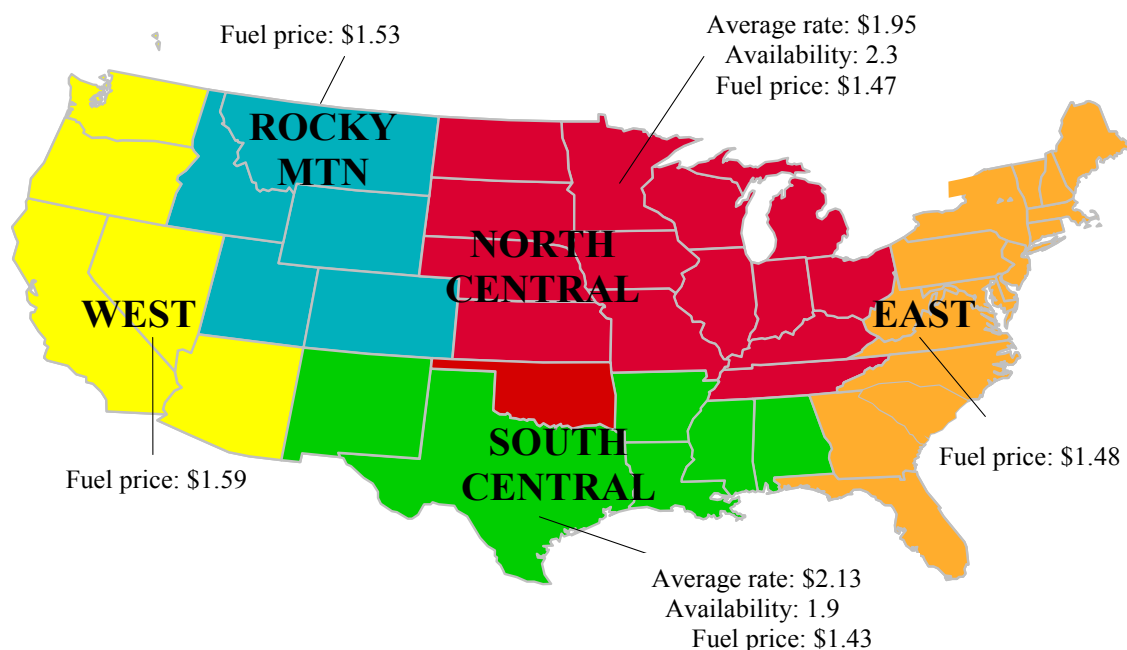 Fuel price: $1.53
Average rate: $1.95
Availability: 2.3
Fuel price: $1.47
ROCKY
MTN
NORTH
CENTRAL
WEST
EAST
SOUTH
CENTRAL
Fuel price: $1.48
Fuel price: $1.59
Average rate: $2.13
Availability: 1.9
Fuel price: $1.43